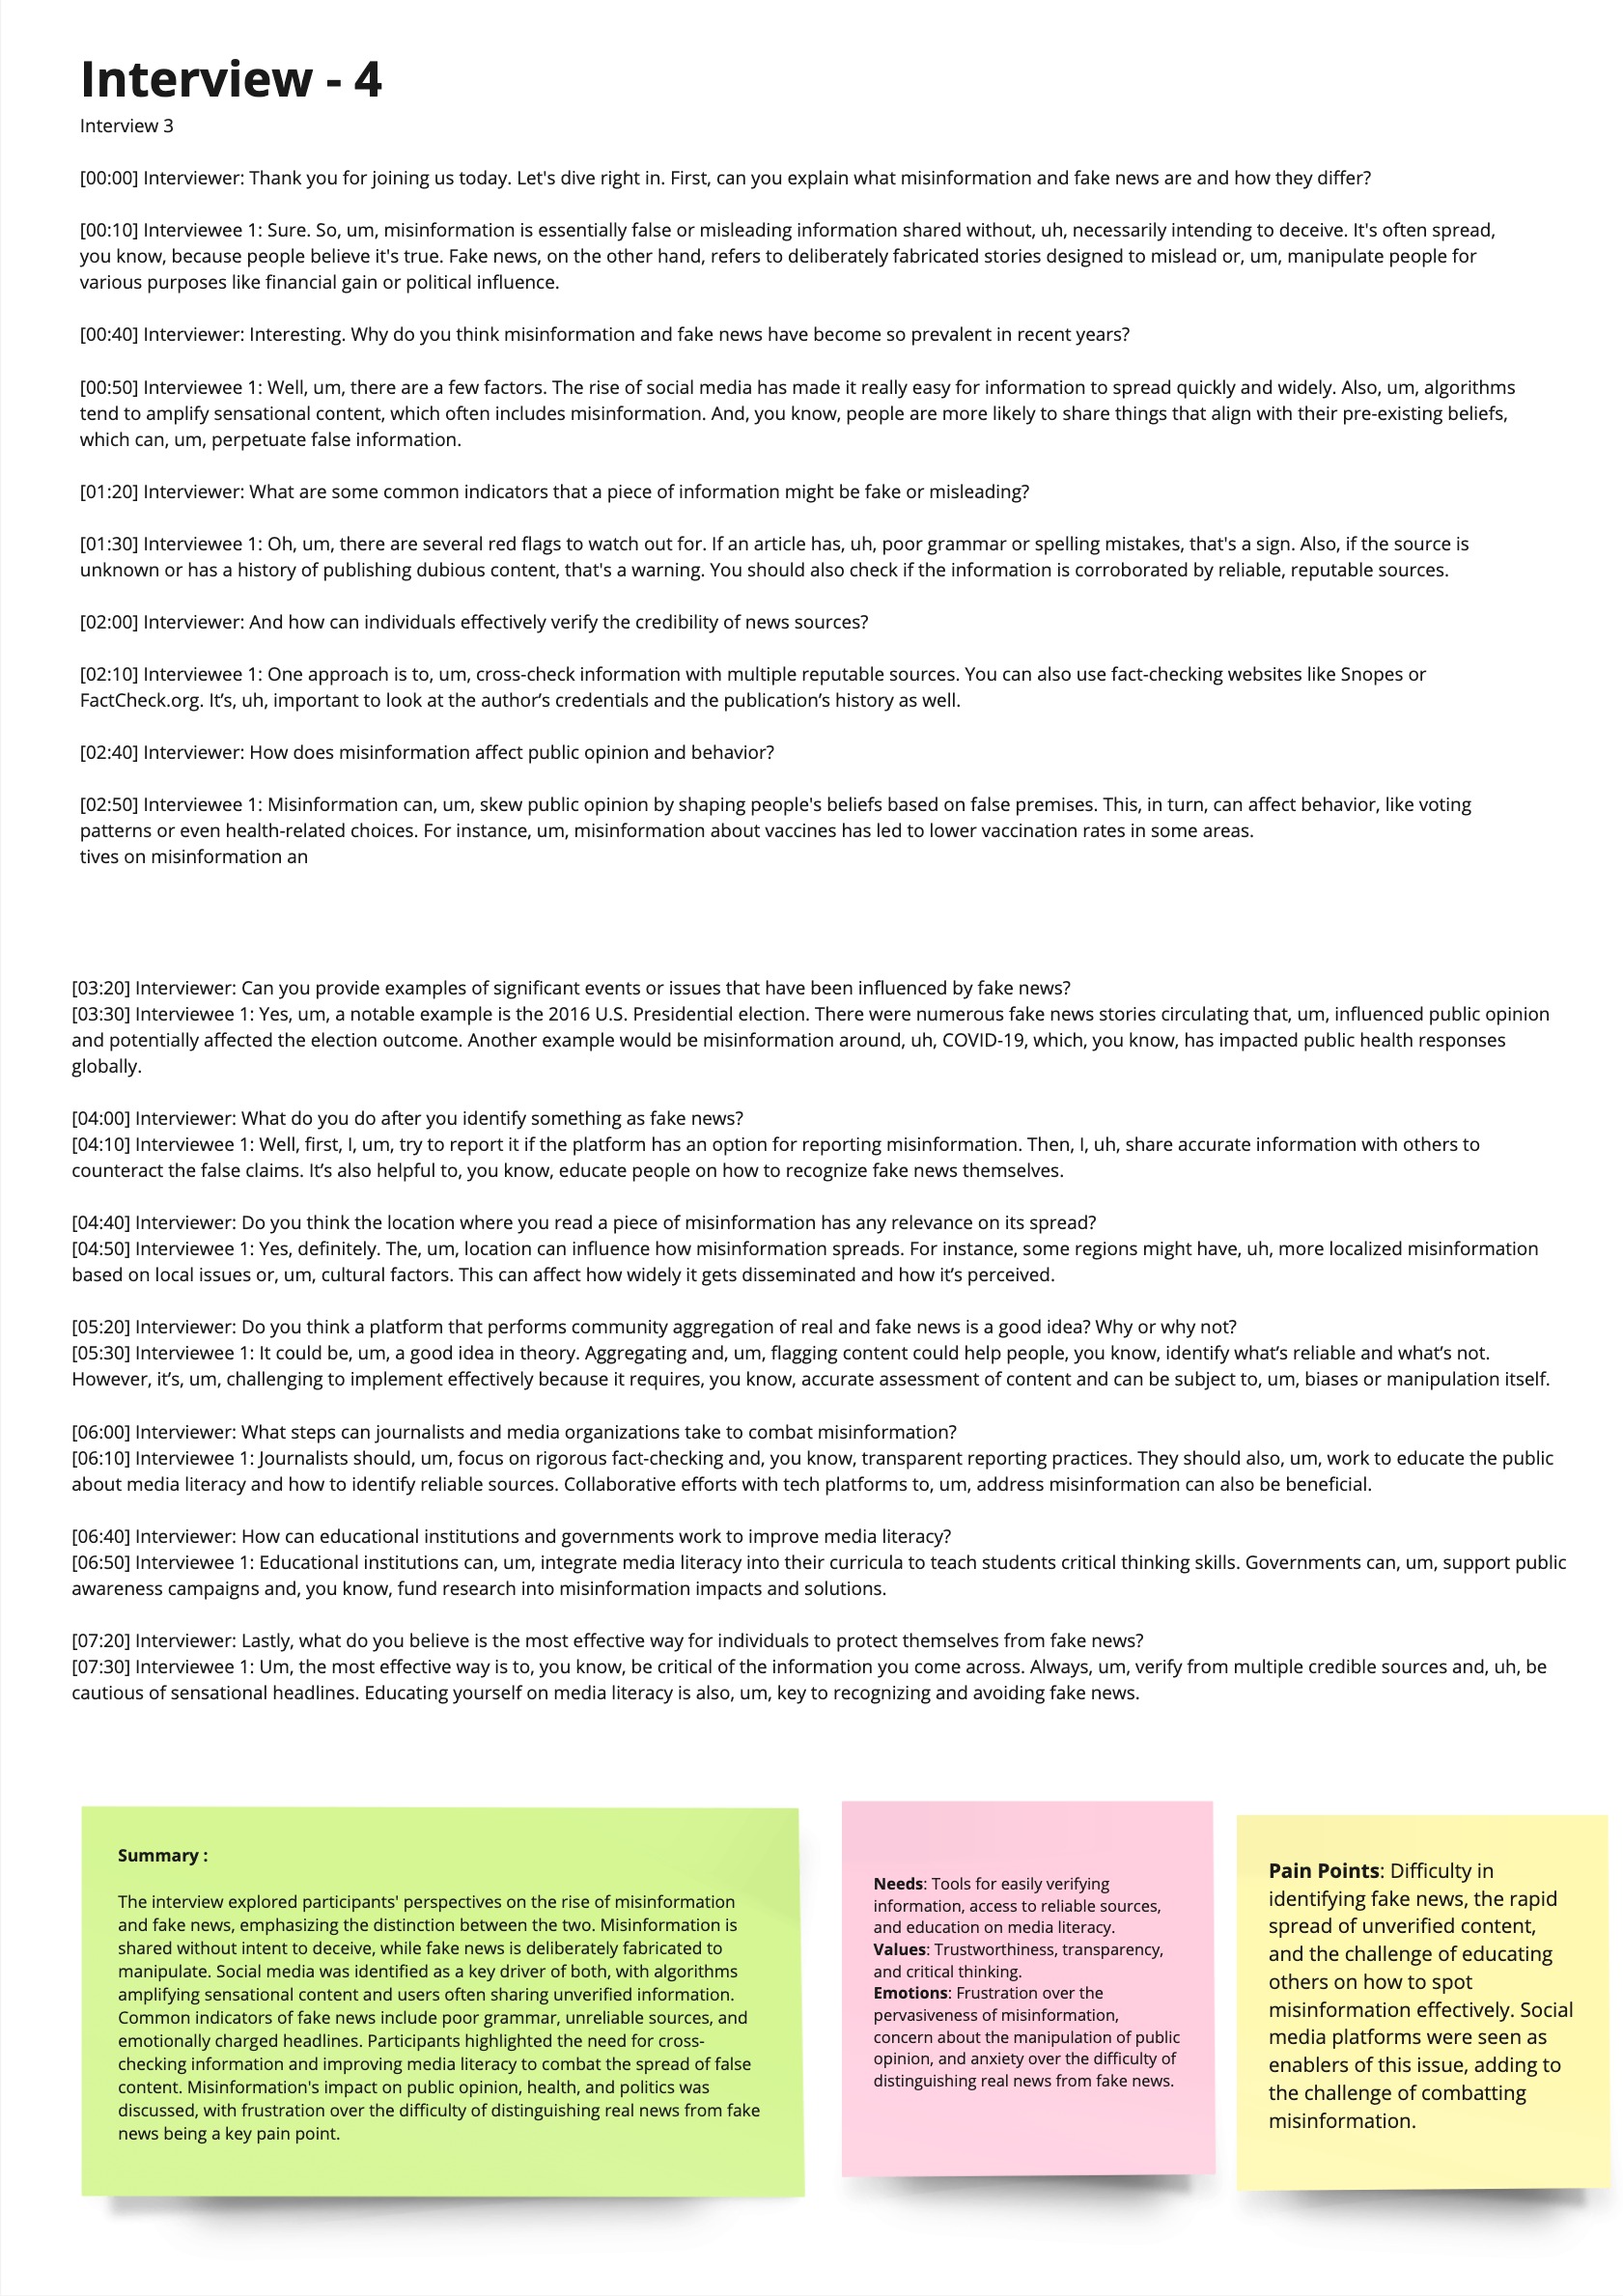 Interview - 4
Interview 3
[00:00] Interviewer: Thank you for joining us today. Let's dive right in. First, can you explain what misinformation and fake news are and how they differ?
[00:10] Interviewee 1: Sure. So, um, misinformation is essentially false or misleading information shared without, uh, necessarily intending to deceive. It's often spread,
you know, because people believe it's true. Fake news, on the other hand, refers to deliberately fabricated stories designed to mislead or, um, manipulate people for
various purposes like financial gain or political influence.
[00:40] Interviewer: Interesting. Why do you think misinformation and fake news have become so prevalent in recent years?
[00:50] Interviewee 1: Well, um, there are a few factors. The rise of social media has made it really easy for information to spread quickly and widely. Also, um, algorithms
tend to amplify sensational content, which often includes misinformation. And, you know, people are more likely to share things that align with their pre-existing beliefs,
which can, um, perpetuate false information.
[01:20] Interviewer: What are some common indicators that a piece of information might be fake or misleading?
[01:30] Interviewee 1: Oh, um, there are several red flags to watch out for. If an article has, uh, poor grammar or spelling mistakes, that's a sign. Also, if the source is
unknown or has a history of publishing dubious content, that's a warning. You should also check if the information is corroborated by reliable, reputable sources.
[02:00] Interviewer: And how can individuals effectively verify the credibility of news sources?
[02:10] Interviewee 1: One approach is to, um, cross-check information with multiple reputable sources. You can also use fact-checking websites like Snopes or
FactCheck.org. It’s, uh, important to look at the author’s credentials and the publication’s history as well.
[02:40] Interviewer: How does misinformation affect public opinion and behavior?
[02:50] Interviewee 1: Misinformation can, um, skew public opinion by shaping people's beliefs based on false premises. This, in turn, can affect behavior, like voting
patterns or even health-related choices. For instance, um, misinformation about vaccines has led to lower vaccination rates in some areas.
tives on misinformation an
[03:20] Interviewer: Can you provide examples of significant events or issues that have been influenced by fake news?
[03:30] Interviewee 1: Yes, um, a notable example is the 2016 U.S. Presidential election. There were numerous fake news stories circulating that, um, influenced public opinion
and potentially affected the election outcome. Another example would be misinformation around, uh, COVID-19, which, you know, has impacted public health responses
globally.
[04:00] Interviewer: What do you do after you identify something as fake news?
[04:10] Interviewee 1: Well, first, I, um, try to report it if the platform has an option for reporting misinformation. Then, I, uh, share accurate information with others to
counteract the false claims. It’s also helpful to, you know, educate people on how to recognize fake news themselves.
[04:40] Interviewer: Do you think the location where you read a piece of misinformation has any relevance on its spread?
[04:50] Interviewee 1: Yes, definitely. The, um, location can influence how misinformation spreads. For instance, some regions might have, uh, more localized misinformation
based on local issues or, um, cultural factors. This can affect how widely it gets disseminated and how it’s perceived.
[05:20] Interviewer: Do you think a platform that performs community aggregation of real and fake news is a good idea? Why or why not?
[05:30] Interviewee 1: It could be, um, a good idea in theory. Aggregating and, um, flagging content could help people, you know, identify what’s reliable and what’s not.
However, it’s, um, challenging to implement effectively because it requires, you know, accurate assessment of content and can be subject to, um, biases or manipulation itself.
[06:00] Interviewer: What steps can journalists and media organizations take to combat misinformation?
[06:10] Interviewee 1: Journalists should, um, focus on rigorous fact-checking and, you know, transparent reporting practices. They should also, um, work to educate the public
about media literacy and how to identify reliable sources. Collaborative efforts with tech platforms to, um, address misinformation can also be beneficial.
[06:40] Interviewer: How can educational institutions and governments work to improve media literacy?
[06:50] Interviewee 1: Educational institutions can, um, integrate media literacy into their curricula to teach students critical thinking skills. Governments can, um, support public
awareness campaigns and, you know, fund research into misinformation impacts and solutions.
[07:20] Interviewer: Lastly, what do you believe is the most effective way for individuals to protect themselves from fake news?
[07:30] Interviewee 1: Um, the most effective way is to, you know, be critical of the information you come across. Always, um, verify from multiple credible sources and, uh, be
cautious of sensational headlines. Educating yourself on media literacy is also, um, key to recognizing and avoiding fake news.
Summary :
The interview explored participants' perspectives on the rise of misinformation
and fake news, emphasizing the distinction between the two. Misinformation is
shared without intent to deceive, while fake news is deliberately fabricated to
manipulate. Social media was identified as a key driver of both, with algorithms
amplifying sensational content and users often sharing unverified information.
Common indicators of fake news include poor grammar, unreliable sources, and
emotionally charged headlines. Participants highlighted the need for cross-
checking information and improving media literacy to combat the spread of false
content. Misinformation's impact on public opinion, health, and politics was
discussed, with frustration over the difficulty of distinguishing real news from fake
news being a key pain point.
Needs: Tools for easily verifying
information, access to reliable sources,
and education on media literacy.
Values: Trustworthiness, transparency,
and critical thinking.
Emotions: Frustration over the
pervasiveness of misinformation,
concern about the manipulation of public
opinion, and anxiety over the difficulty of
distinguishing real news from fake news.
Pain Points: Difficulty in
identifying fake news, the rapid
spread of unverified content,
and the challenge of educating
others on how to spot
misinformation effectively. Social
media platforms were seen as
enablers of this issue, adding to
the challenge of combatting
misinformation.